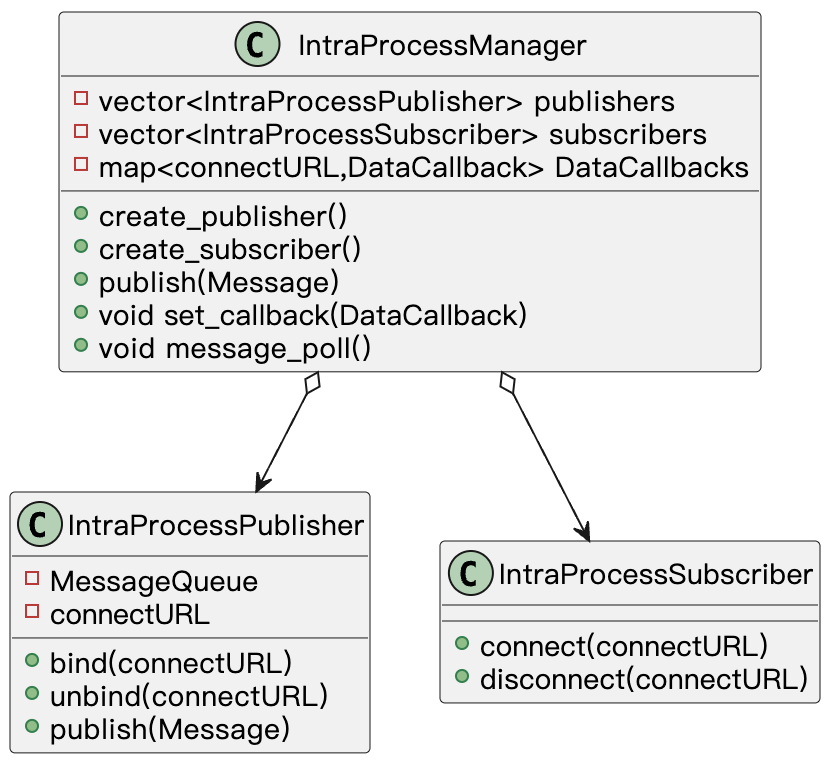 C IntraProcessManager
vector<IntraProcessPublisher> publishers
vector<IntraProcessSubscriber> subscribers
map<connectURL,DataCallback> DataCallbacks
create_publisher()
create_subscriber()
publish(Message)
void set_callback(DataCallback)
void message_poll()
C IntraProcessPublisher
MessageQueue
connectURL
bind(connectURL)
unbind(connectURL)
publish(Message)
C IntraProcessSubscriber
connect(connectURL)
disconnect(connectURL)